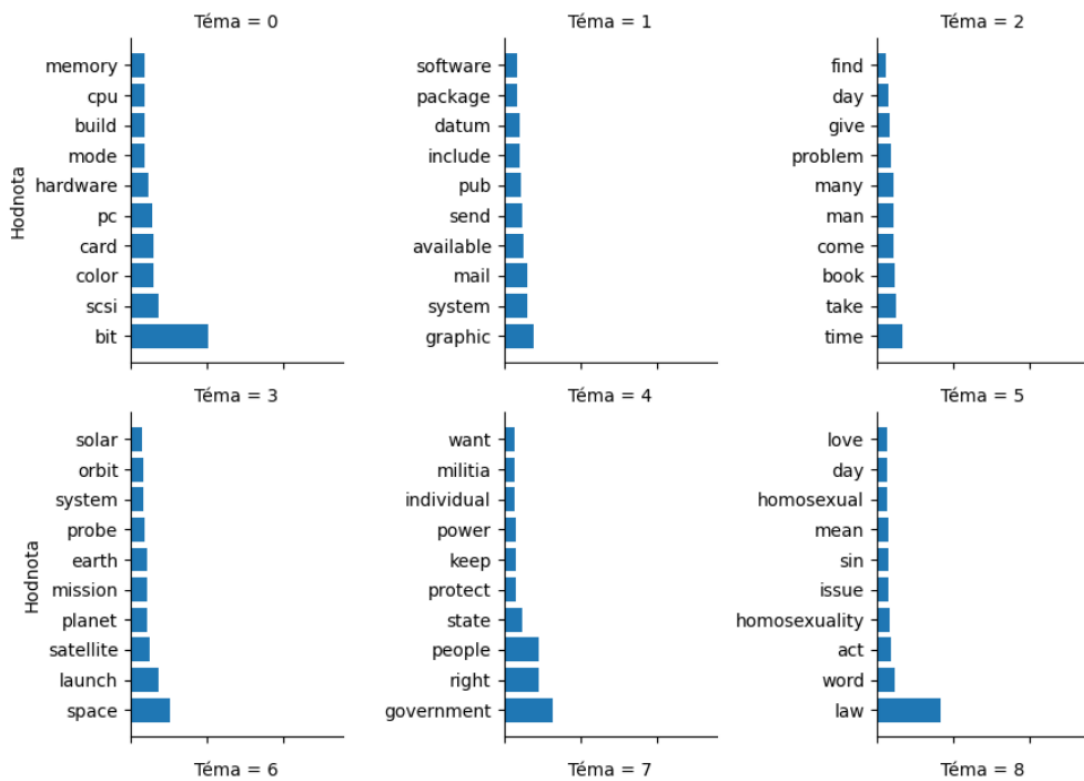 Téma = 0
Hodnota
memory
cpu
build
mode
hardware
pc
card
color
scsi
bit
Téma = 1
software
package
datum
include
pub
send
available
mail
system
graphic
Téma = 2
find
day
give
problem
many
man
come
book
take
time
Téma = 3
Hodnota
solar
orbit
system
probe
earth
mission
planet
satellite
launch
space
Téma = 4
want
militia
individual
power
keep
protect
state
people
right
government
Téma = 5
love
day
homosexual
mean
sin
issue
homosexuality
act
word
law
Téma = 6
Téma = 7
Téma = 8